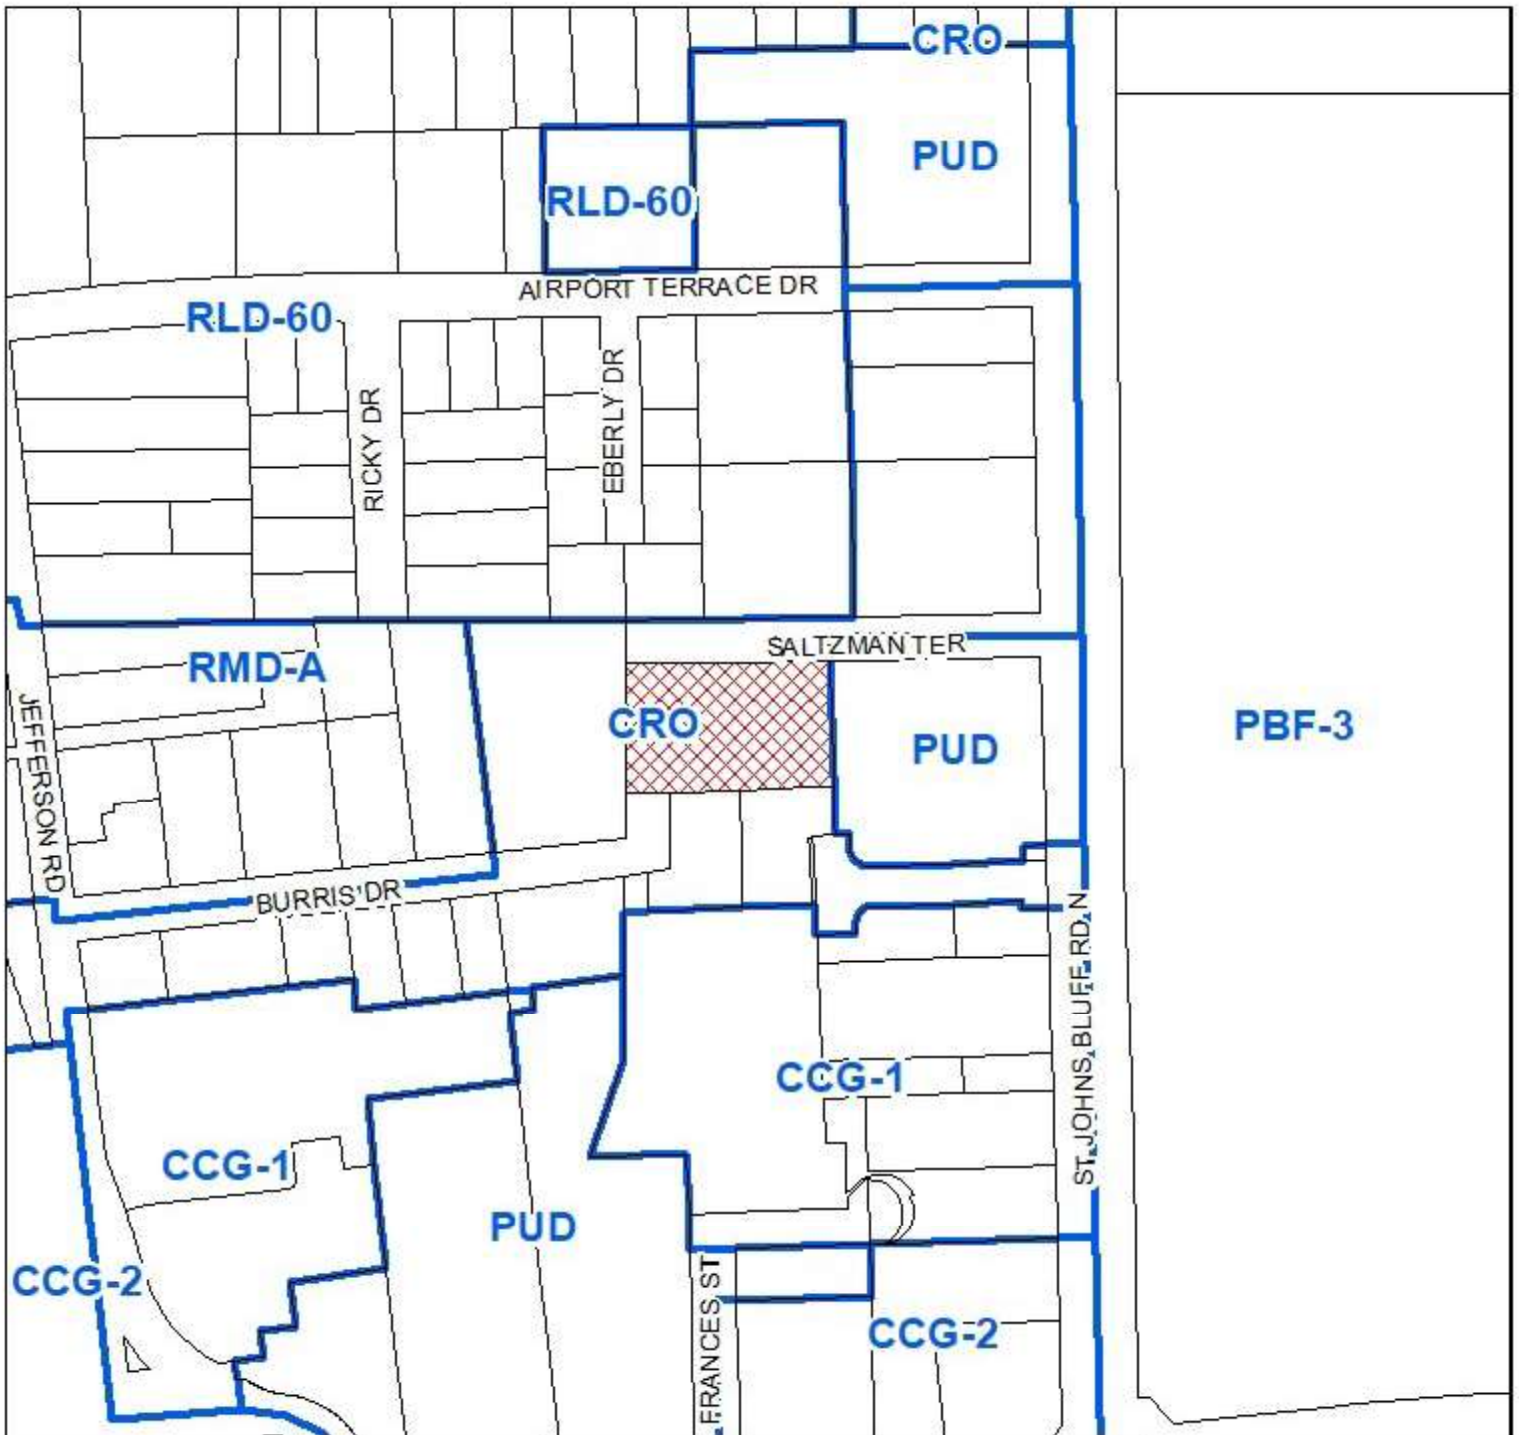 CRO
PUD
RLD-60
AIRPORT TERRACE DR
RLD-60
RICKY DR
EBERLY DR
SALTZMAN TER
RMD-A
JEFFERSON RD
CRO
PUD
PBF-3
BURRIS DR
ST JOHNS BLUFF RD N
CCG-1
CCG-1
PUD
CCG-2
FRANCES ST
CCG-2